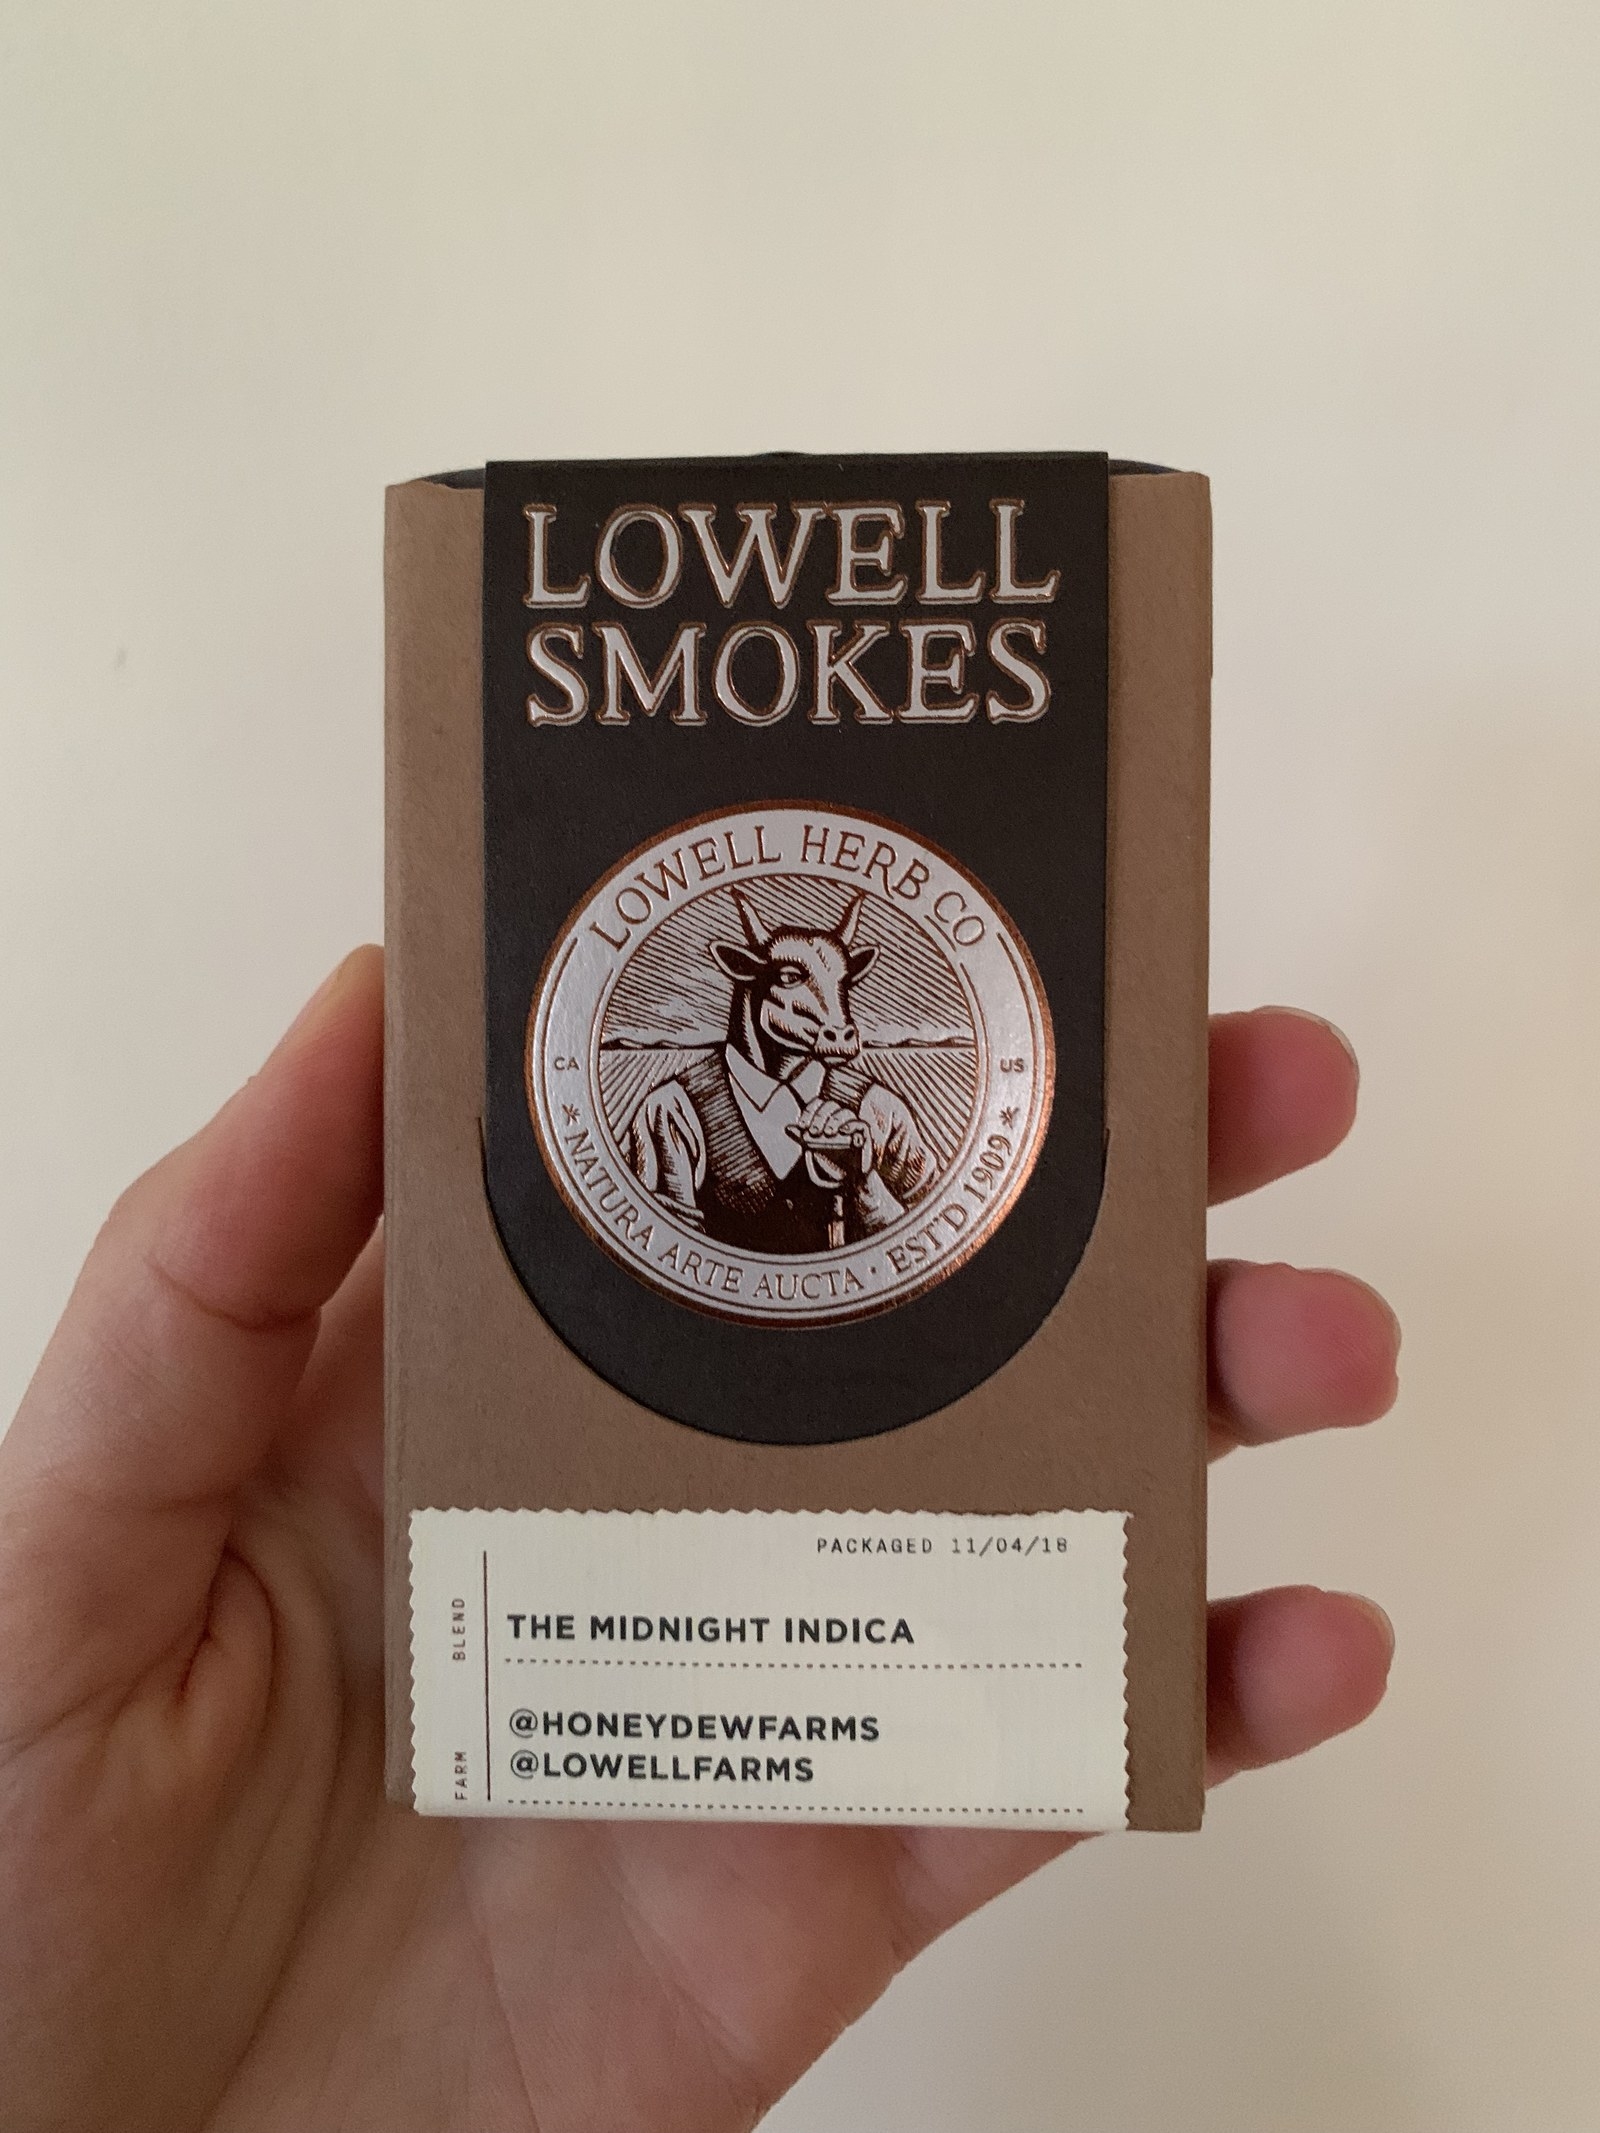 LOWELL
SMOKES
LOWELL HERB CO
CA
US
* NATURA ARTE AUCTA · EST'D 1909 *
PACKAGED 11/04/18
BLEND
THE MIDNIGHT INDICA
FARM
@HONEYDEWFARMS
@LOWELLFARMS